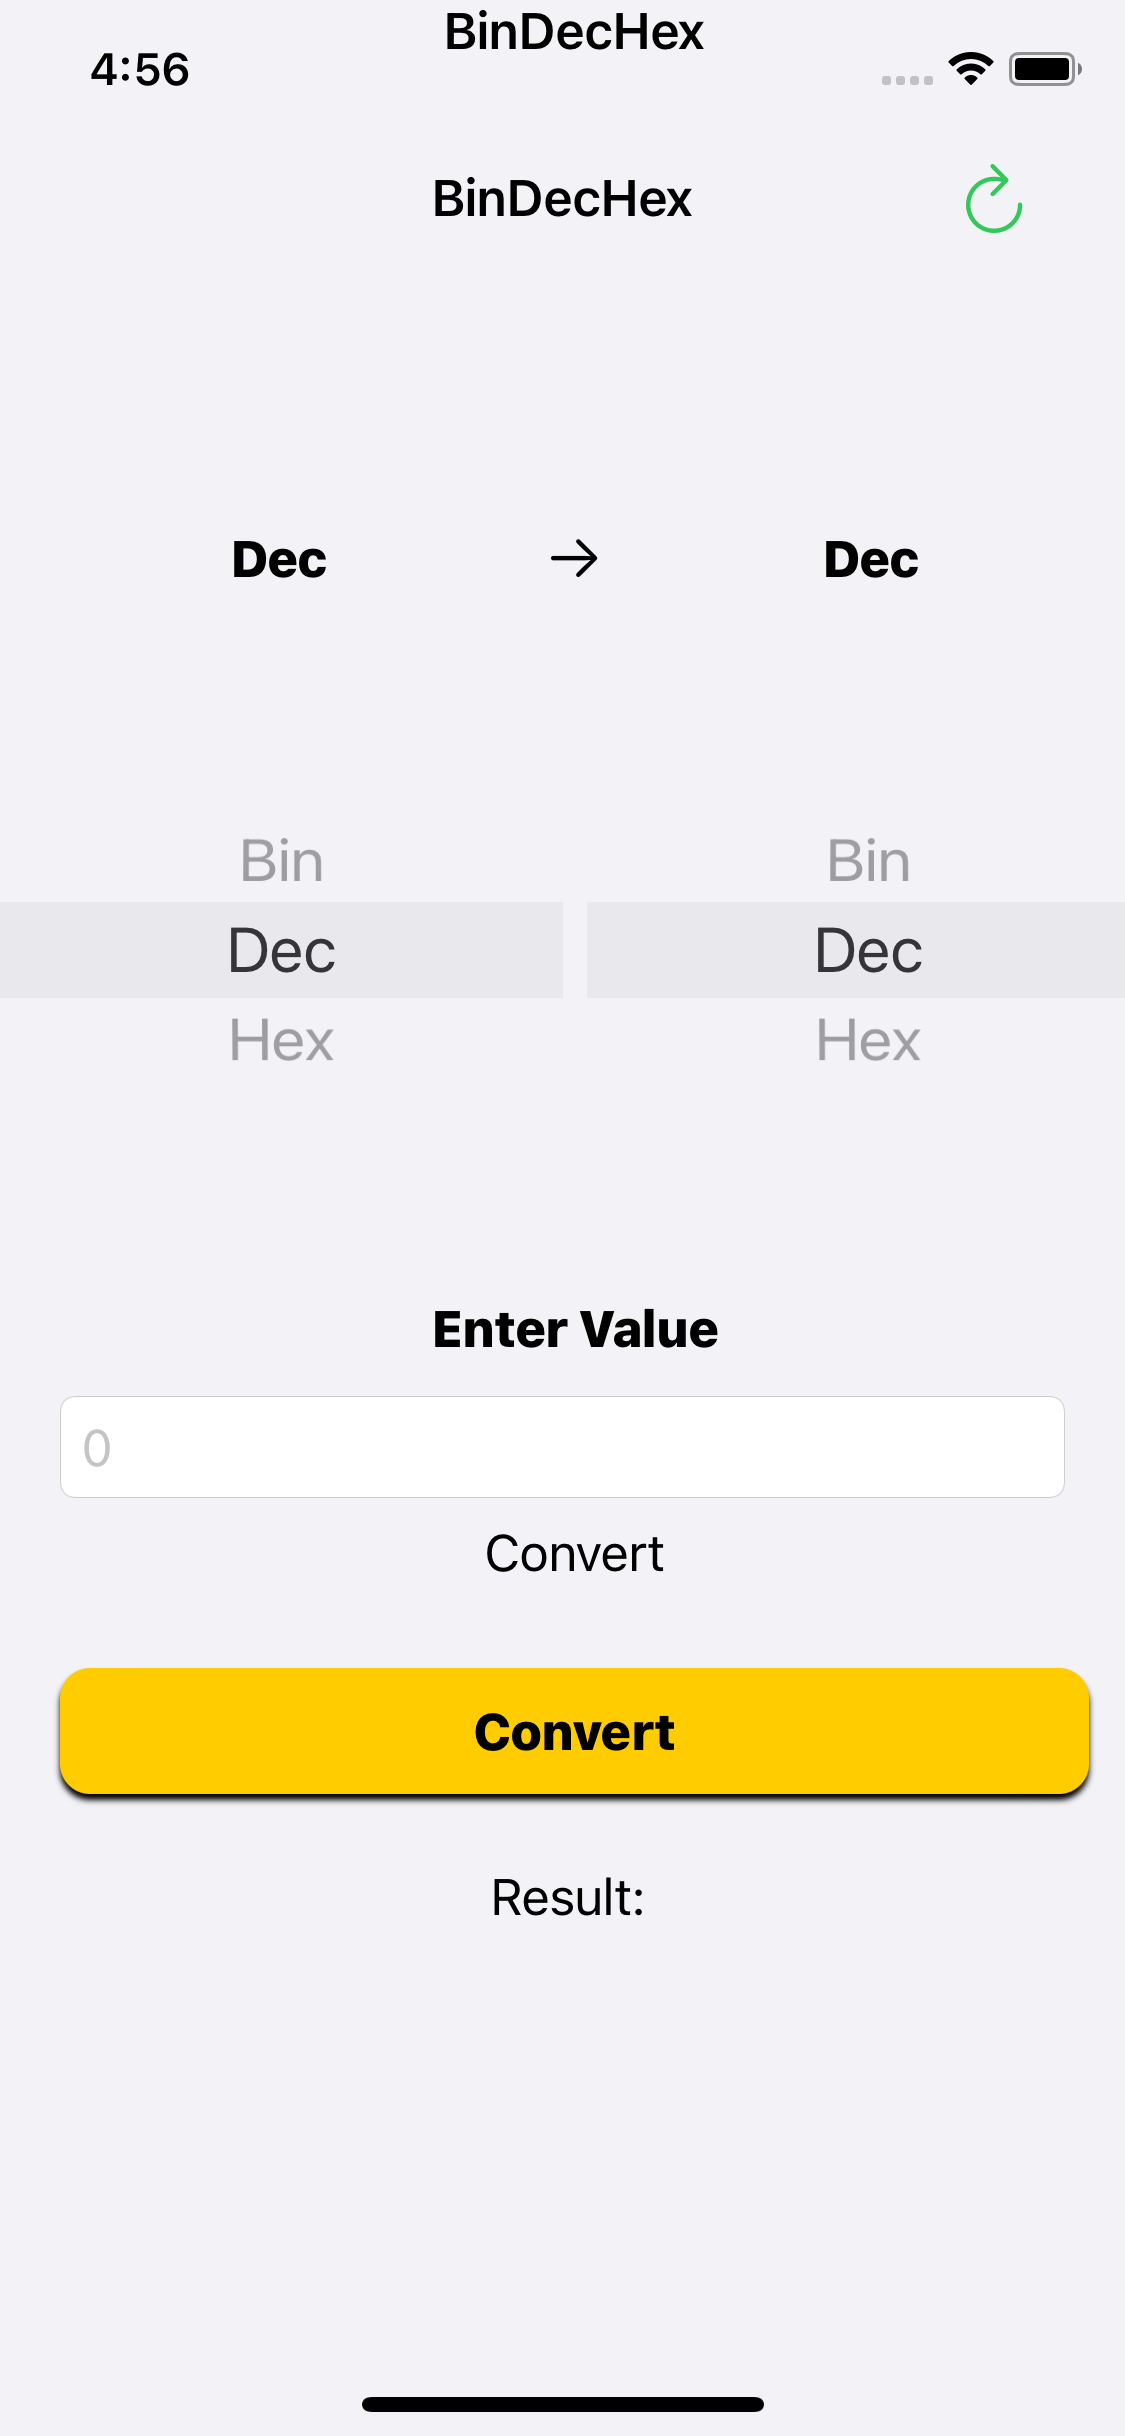 BinDecHex
4:56
BinDecHex
Dec → Dec
Bin Bin
Dec Dec
Hex Hex
Enter Value
0
Convert
Convert
Result: